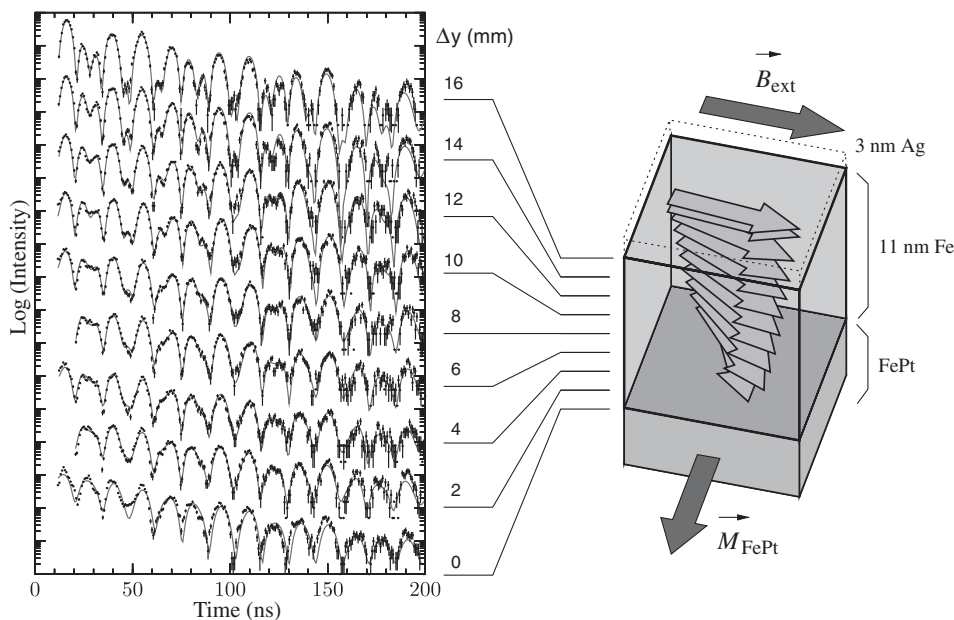 Log (Intensity)
0
50
100
150
200
Time (ns)
Δy (mm)
16
14
12
10
8
6
4
2
0
B ext
3 nm Ag
11 nm Fe
FePt
M FePt